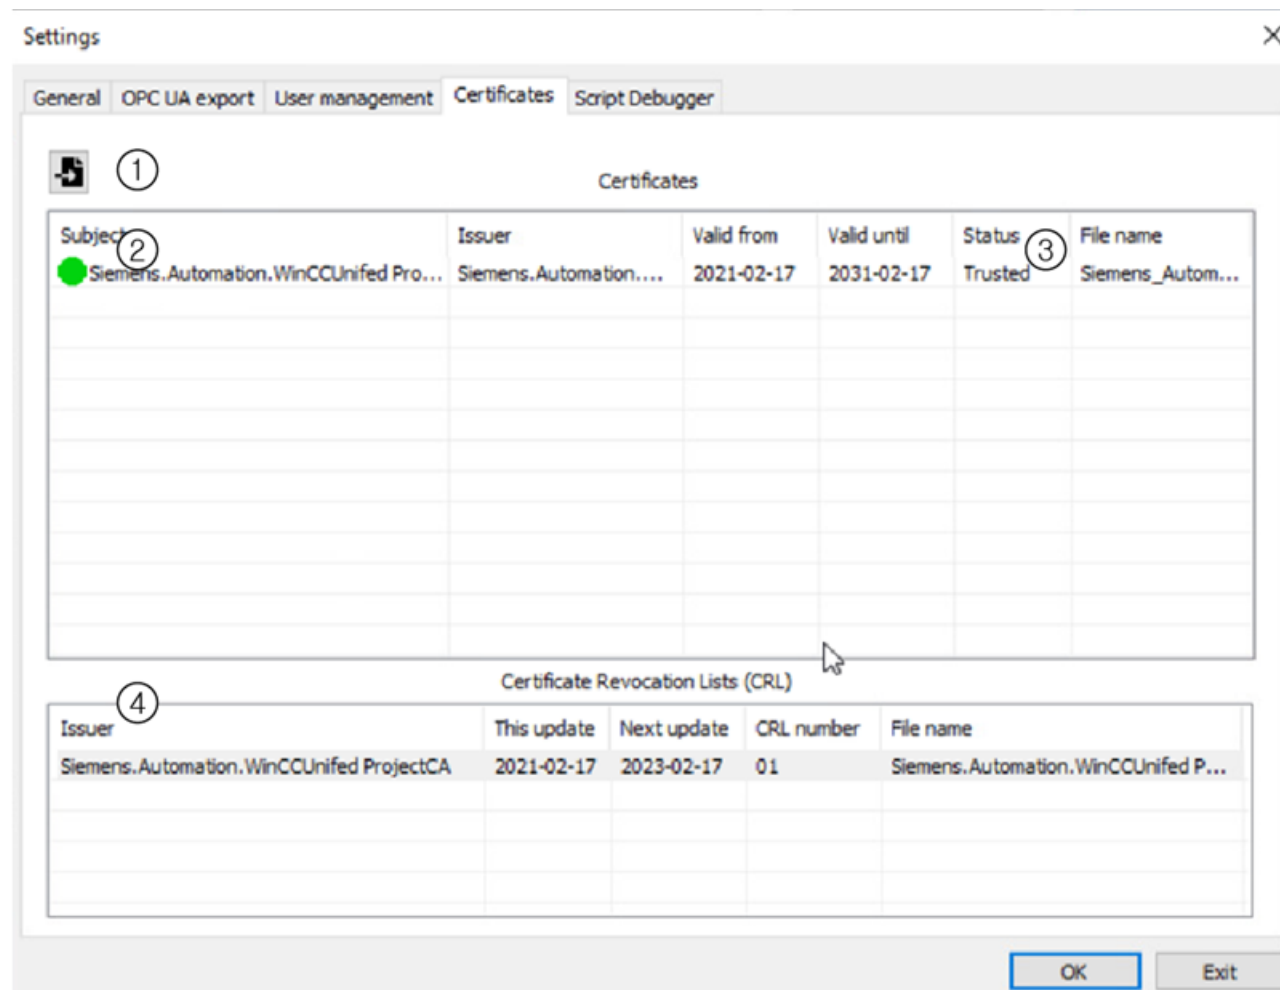 Settings
General OPC UA export User management Certificates Script Debugger
①
Certificates
Subject ② Issuer Valid from Valid until Status ③ File name
Siemens.Automation.WinCCUnifed Pro... Siemens.Automation.... 2021-02-17 2031-02-17 Trusted Siemens_Autom...
Certificate Revocation Lists (CRL)
④
Issuer This update Next update CRL number File name
Siemens.Automation.WinCCUnifed ProjectCA 2021-02-17 2023-02-17 01 Siemens.Automation.WinCCUnifed P...
OK Exit